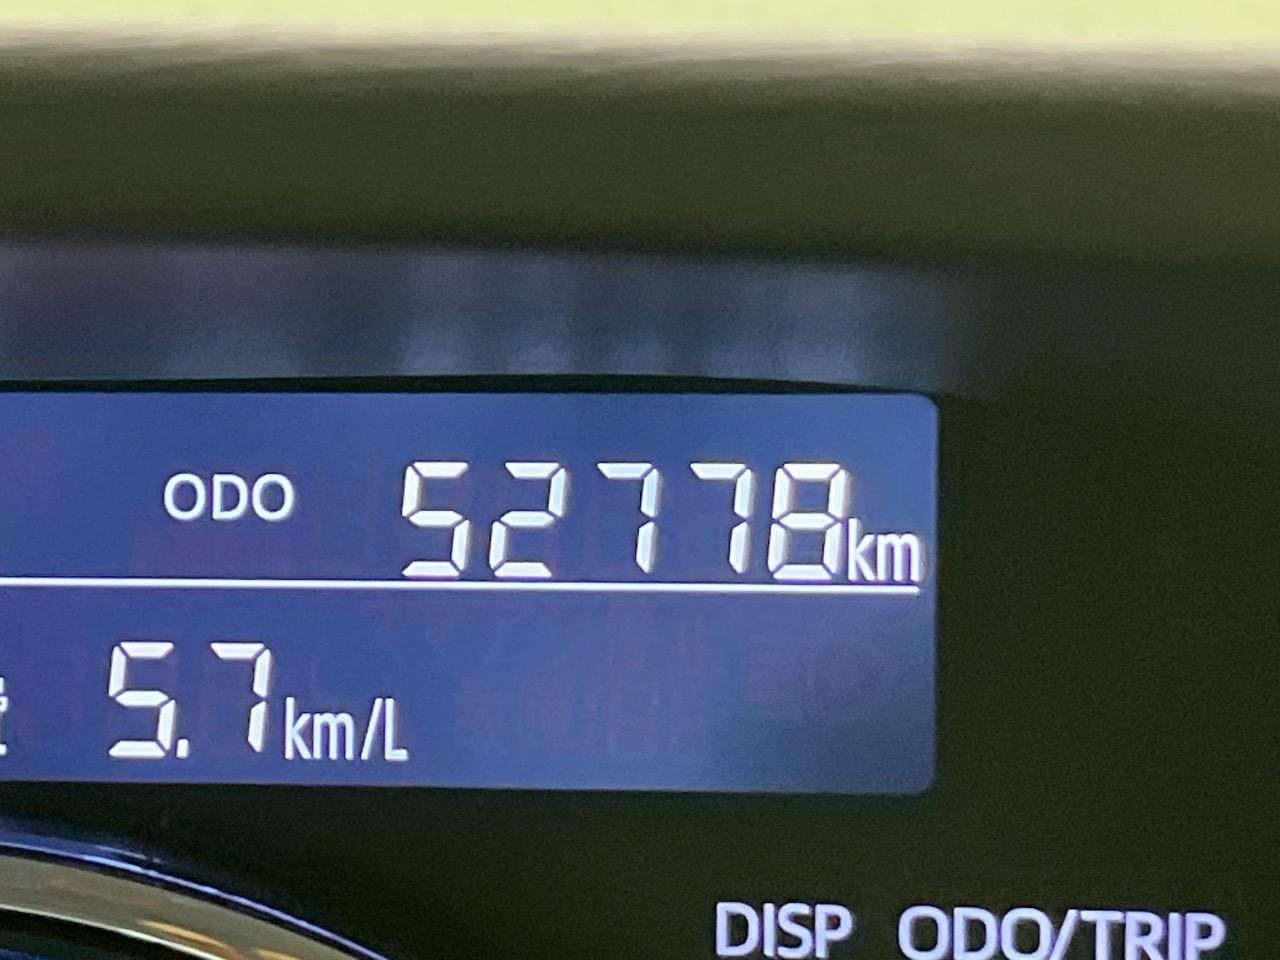 ODO 52778km
5.7km/L
DISP ODO/TRIP